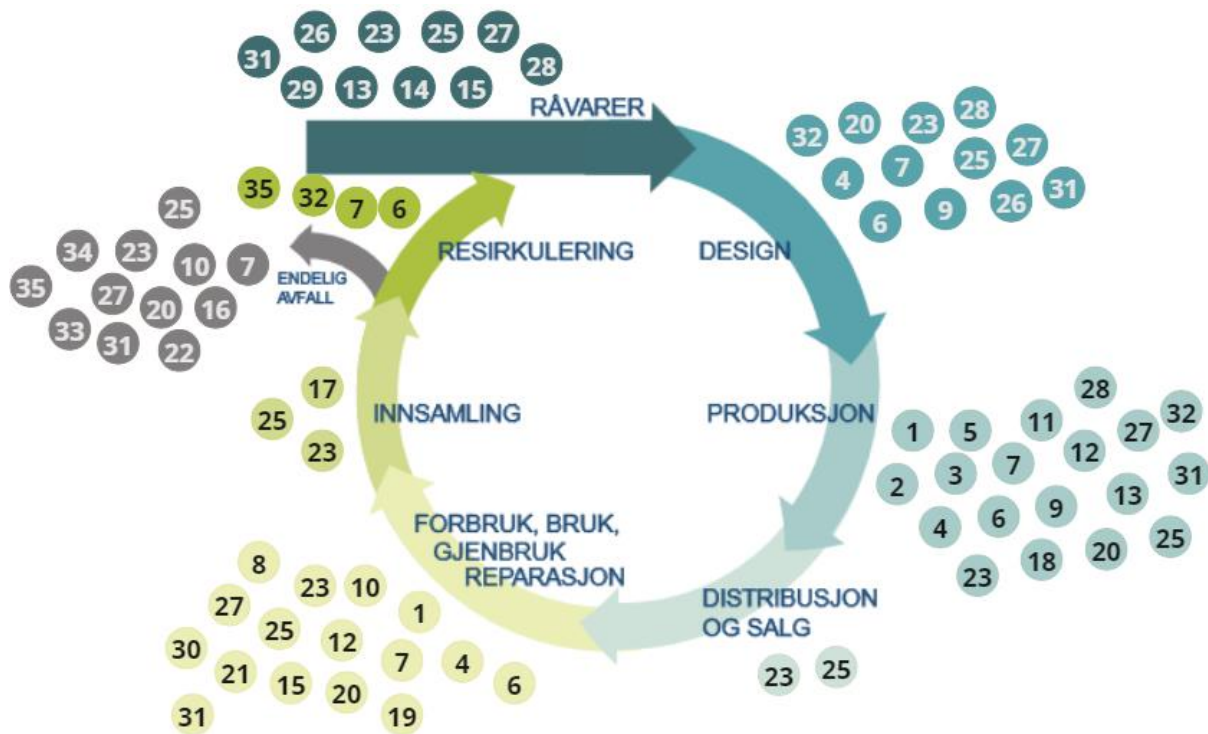 26 23 25 27
31 28
29 13 14 15
RÅVARER
32 20 23 28
4 7 25 27
6 9 26 31
DESIGN
35 32 7 6
RESIRKULERING
25
34 23 10 7
35 27 20 16
33 31 22
ENDELIG
AVFALL
17
25
23
INNSAMLING
PRODUKSJON
28
1 5 11 27 32
2 3 7 12 31
4 6 9 13
23 18 20 25
FORBRUK, BRUK,
GJENBRUK
REPARASJON
DISTRIBUSJON
OG SALG
23 25
8
27 23 10 1
30 25 12 7 4 6
21 15 20
31 19